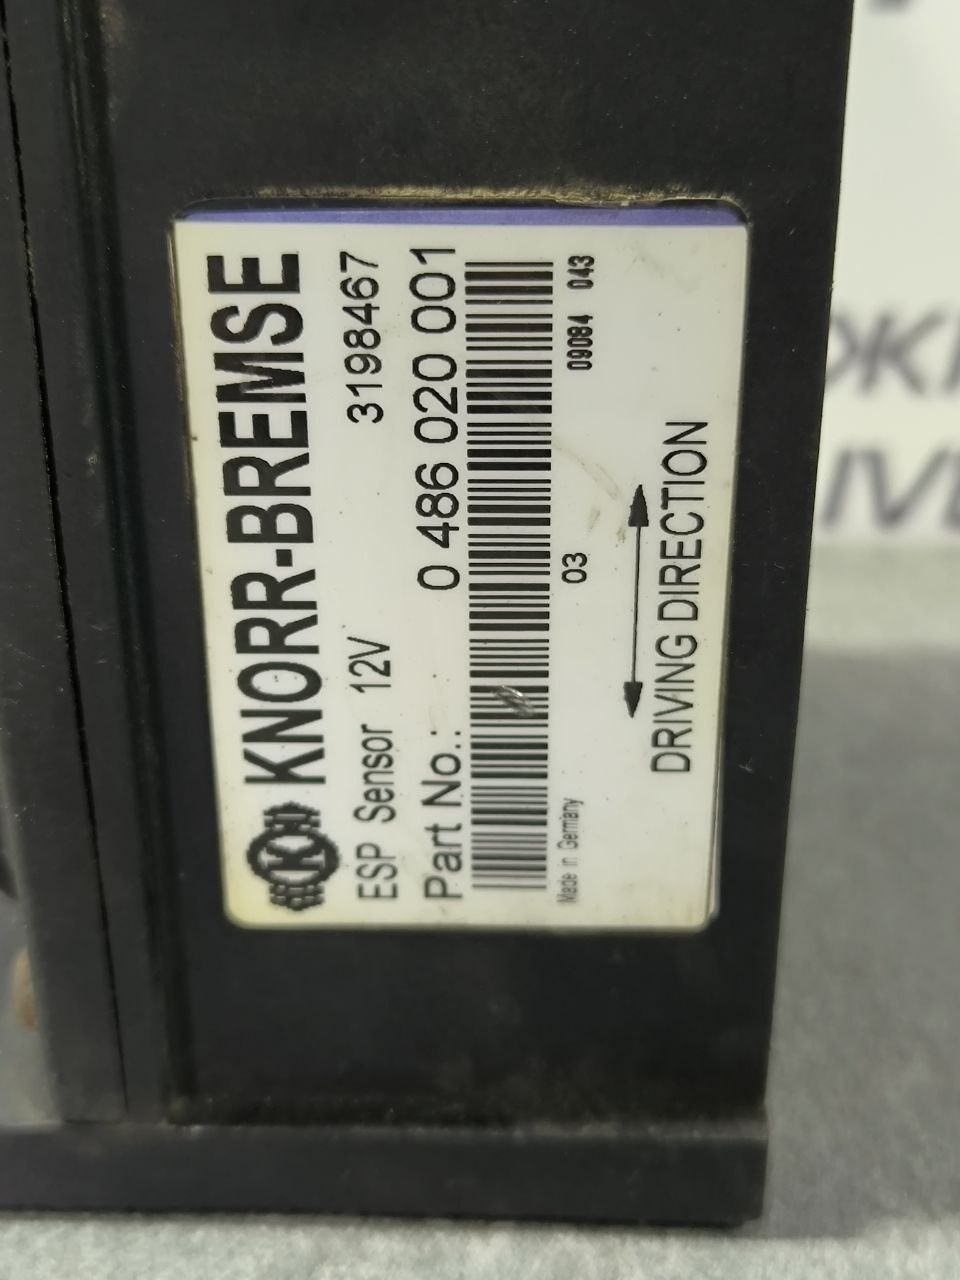 KNORR-BREMSE
ESP Sensor 12V 3198467
Part No.: 0 486 020 001
Made in Germany 03 09084 043
DRIVING DIRECTION